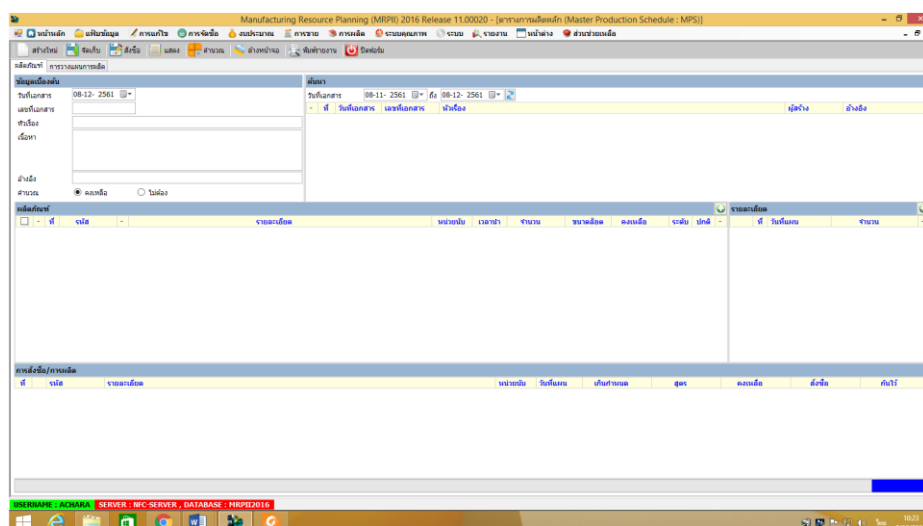 Manufacturing Resource Planning (MRPII) 2016 Release 11.00020 - [ตารางการผลิตหลัก (Master Production Schedule : MPS)]
หน้าหลัก แฟ้มข้อมูล การแก้ไข การจัดซื้อ งบประมาณ การขาย การผลิต ระบบคุณภาพ ระบบ รายงาน หน้าต่าง ส่วนช่วยเหลือ
สร้างใหม่ จัดเก็บ สั่งซื้อ แสดง คำนวณ ล้างหน้าจอ พิมพ์รายงาน ปิดฟอร์ม
ผลิตภัณฑ์ การวางแผนการผลิต
ข้อมูลเบื้องต้น ค้นหา
วันที่เอกสาร 08-12- 2561 วันที่เอกสาร 08-11- 2561 ถึง 08-12- 2561
เลขที่เอกสาร - ที่ วันที่เอกสาร เลขที่เอกสาร หัวเรื่อง ผู้สร้าง อ้างอิง
หัวเรื่อง
เนื้อหา
อ้างอิง
คำนวณ คงเหลือ ไม่ต้อง
ผลิตภัณฑ์ รายละเอียด
- ที่ รหัส - รายละเอียด หน่วยนับ เวลานำ จำนวน ขนาดล็อต คงเหลือ ระดับ ปกติ - ที่ วันที่แผน จำนวน -
การสั่งซื้อ/การผลิต
ที่ รหัส รายละเอียด หน่วยนับ วันที่แผน เกินกำหนด สูตร คงเหลือ สั่งซื้อ กันไว้
USERNAME : ACHARA SERVER : NFC-SERVER , DATABASE : MRPII2016
10:23